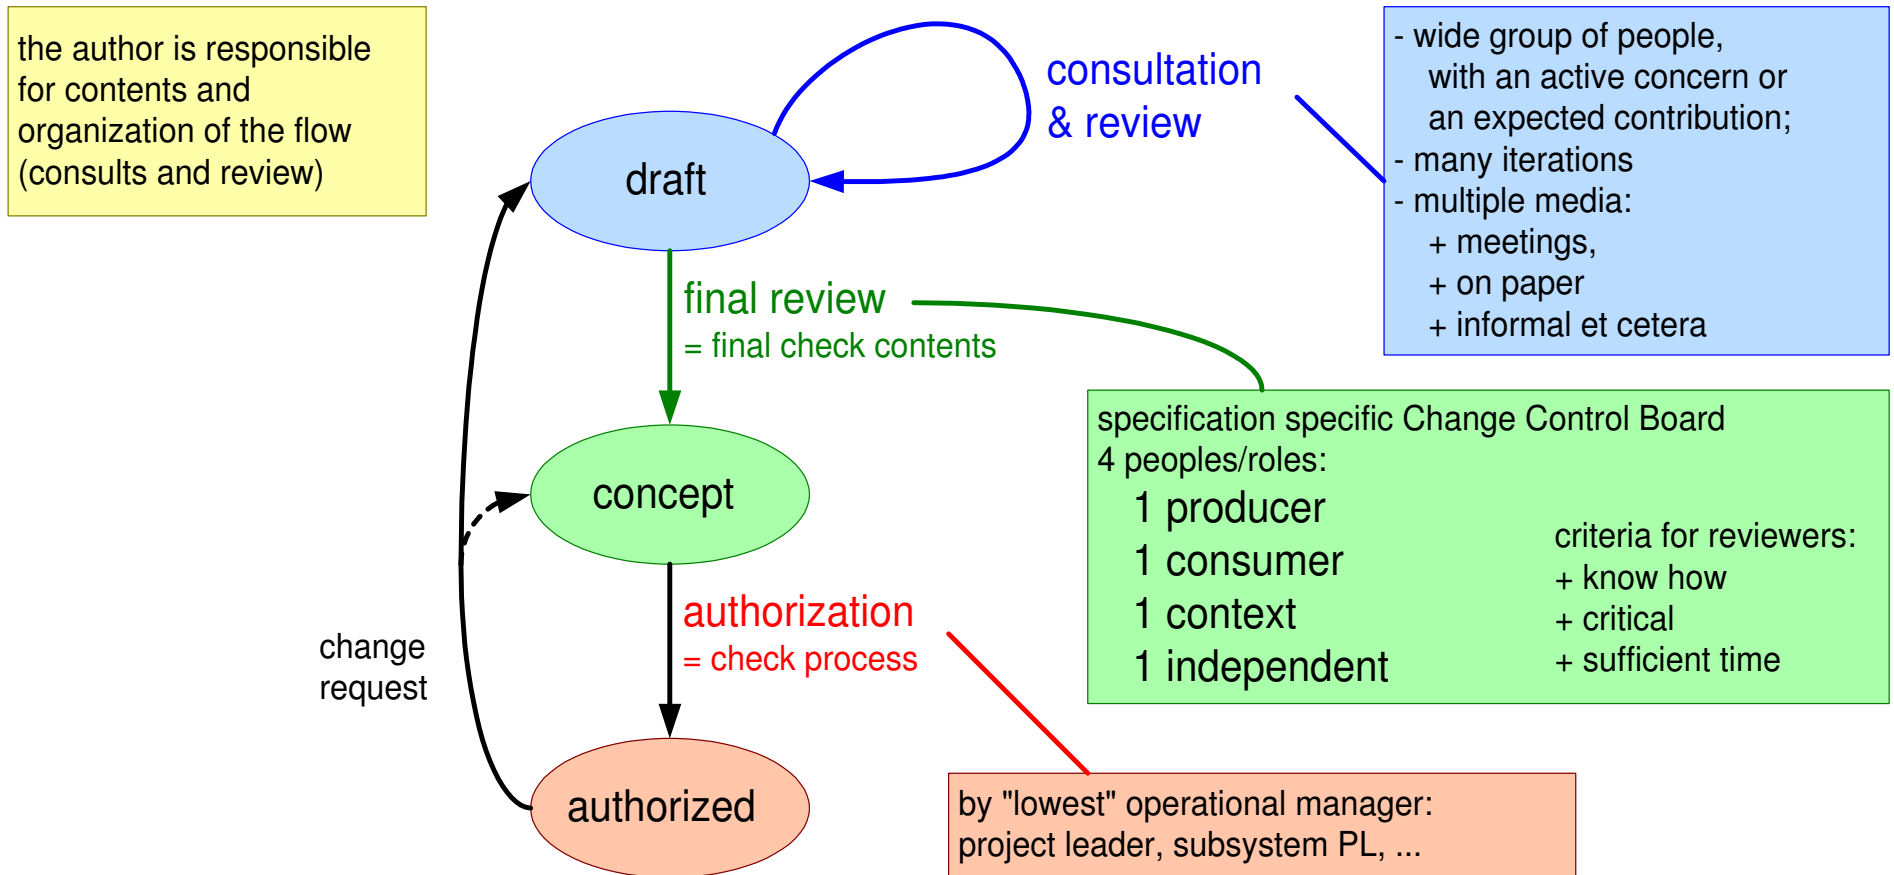 the author is responsible
for contents and
organization of the flow
(consults and review)
draft
consultation
& review
- wide group of people,
with an active concern or
an expected contribution;
- many iterations
- multiple media:
+ meetings,
+ on paper
+ informal et cetera
final review
= final check contents
concept
specification specific Change Control Board
4 peoples/roles:
1 producer
1 consumer
1 context
1 independent
criteria for reviewers:
+ know how
+ critical
+ sufficient time
authorization
= check process
change
request
authorized
by "lowest" operational manager:
project leader, subsystem PL, ...